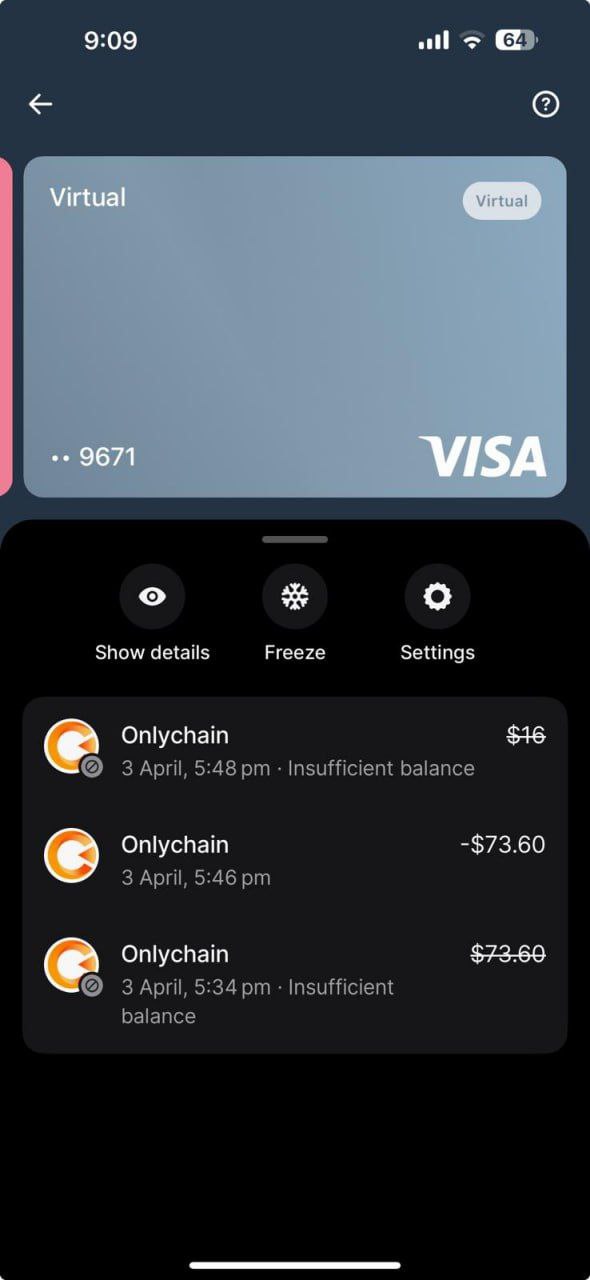 9:09
64
Virtual
Virtual
•• 9671
VISA
Show details
Freeze
Settings
Onlychain
$16
3 April, 5:48 pm · Insufficient balance
Onlychain
-$73.60
3 April, 5:46 pm
Onlychain
$73.60
3 April, 5:34 pm · Insufficient
balance